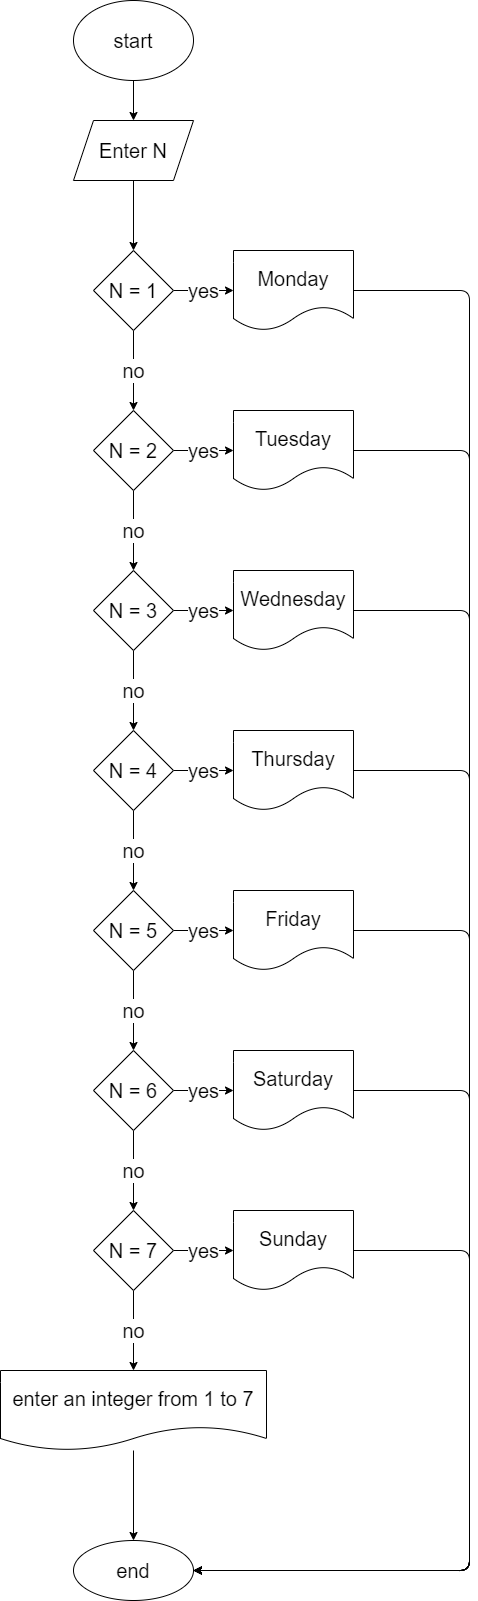 start
Enter N
N = 1
yes
Monday
no
N = 2
yes
Tuesday
no
N = 3
yes
Wednesday
no
N = 4
yes
Thursday
no
N = 5
yes
Friday
no
N = 6
yes
Saturday
no
N = 7
yes
Sunday
no
enter an integer from 1 to 7
end